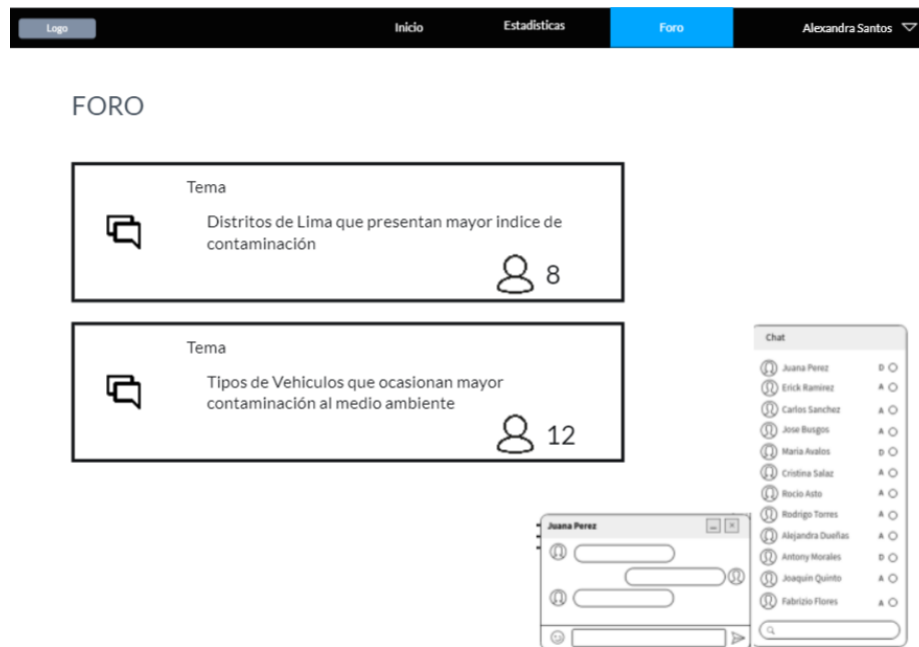 Logo
Inicio
Estadisticas
Foro
Alexandra Santos
FORO
Tema
Distritos de Lima que presentan mayor indice de
contaminación
8
Tema
Tipos de Vehiculos que ocasionan mayor
contaminación al medio ambiente
12
Chat
Juana Perez D
Erick Ramirez A
Carlos Sanchez A
Jose Busgos A
Maria Avalos D
Cristina Salaz A
Rocio Asto A
Rodrigo Torres A
Alejandra Dueñas A
Antony Morales D
Joaquin Quinto A
Fabrizio Flores A
Juana Perez